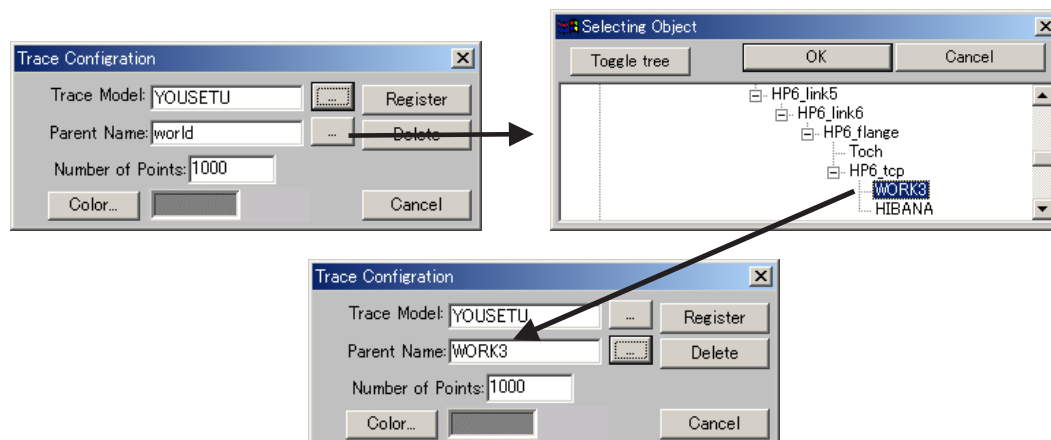 Trace Configration
Trace Model: YOUSETU ... Register
Parent Name: world ... Delete
Number of Points: 1000
Color... Cancel
Selecting Object
Toggle tree OK Cancel
HP6_link5
HP6_link6
HP6_flange
Toch
HP6_tcp
WORK3
HIBANA
Trace Configration
Trace Model: YOUSETU ... Register
Parent Name: WORK3 ... Delete
Number of Points: 1000
Color... Cancel